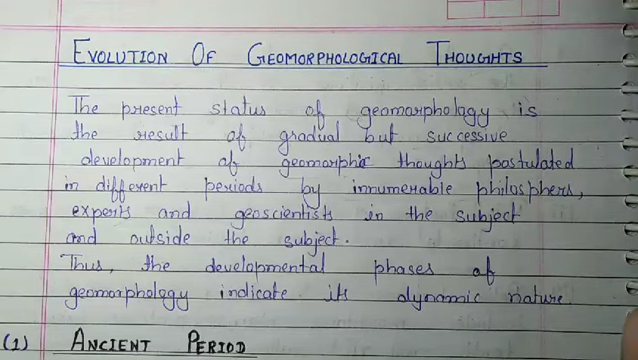 EVOLUTION OF GEOMORPHOLOGICAL THOUGHTS
The present status of geomorphology is
the result of gradual but successive
development of geomorphic thoughts postulated
in different periods by innumerable philosphers,
experts and geoscientists in the subject
and outside the subject.
Thus, the developmental phases of
geomorphology indicate its dynamic nature.
(1) ANCIENT PERIOD